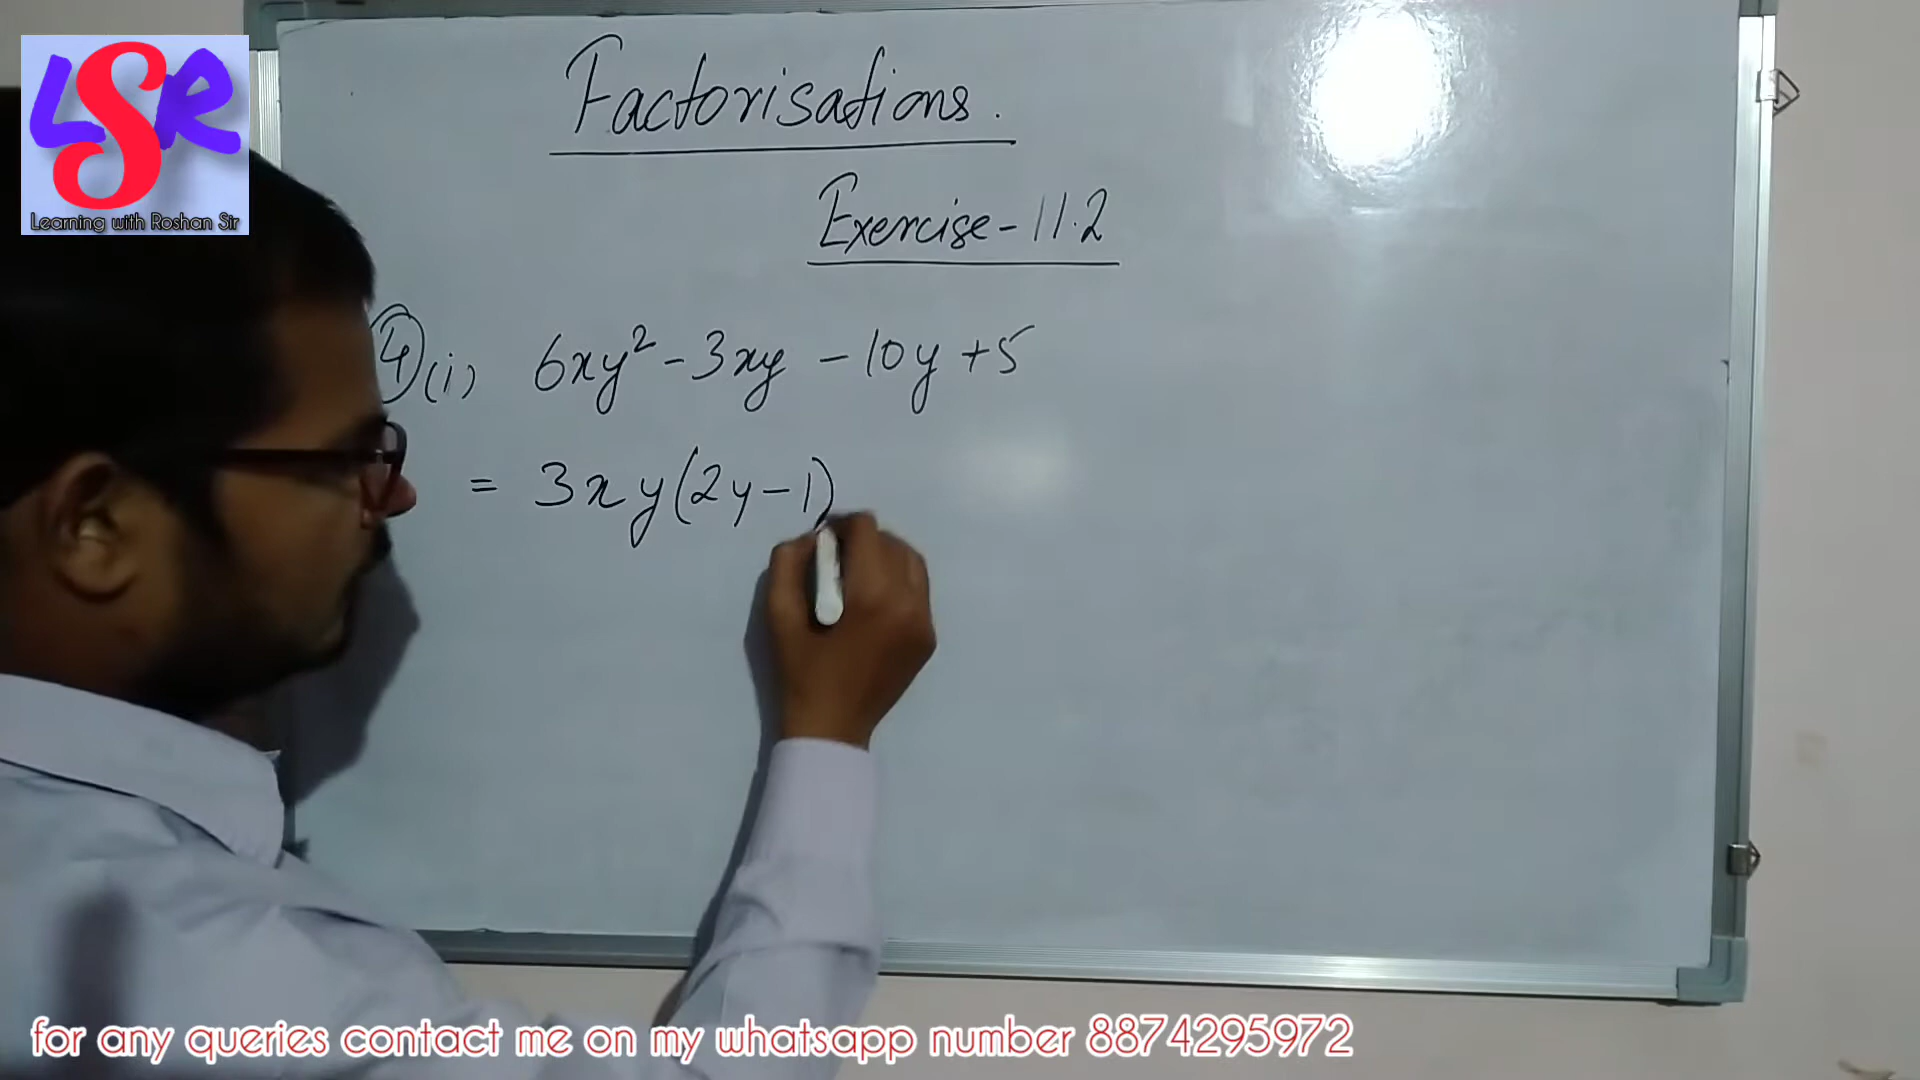 LSR
Learning with Roshan Sir
Factorisations.
Exercise-11.2
4 (i) 6xy² - 3xy - 10y + 5
= 3xy(2y-1)
for any queries contact me on my whatsapp number 8874295972